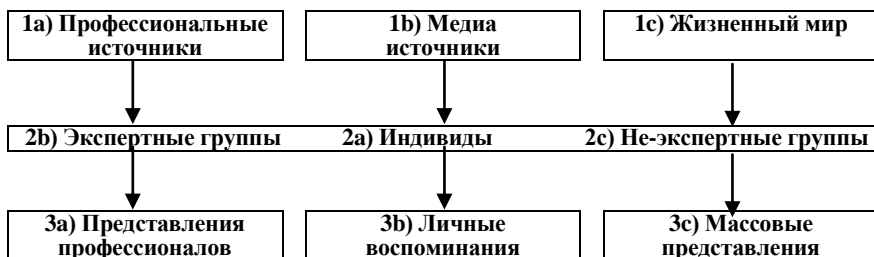 1a) Профессиональные источники
1b) Медиа источники
1c) Жизненный мир
2b) Экспертные группы
2a) Индивиды
2c) Не-экспертные группы
3a) Представления профессионалов
3b) Личные воспоминания
3c) Массовые представления